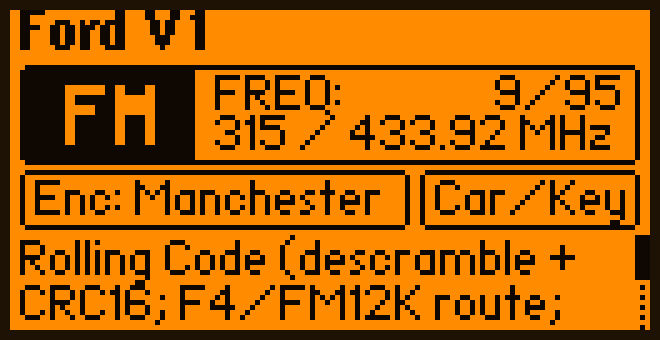 Ford V1
FM
FREQ: 9/95
315 / 433.92 MHz
Enc: Manchester
Car/Key
Rolling Code (descramble +
CRC16; F4/FM12K route;